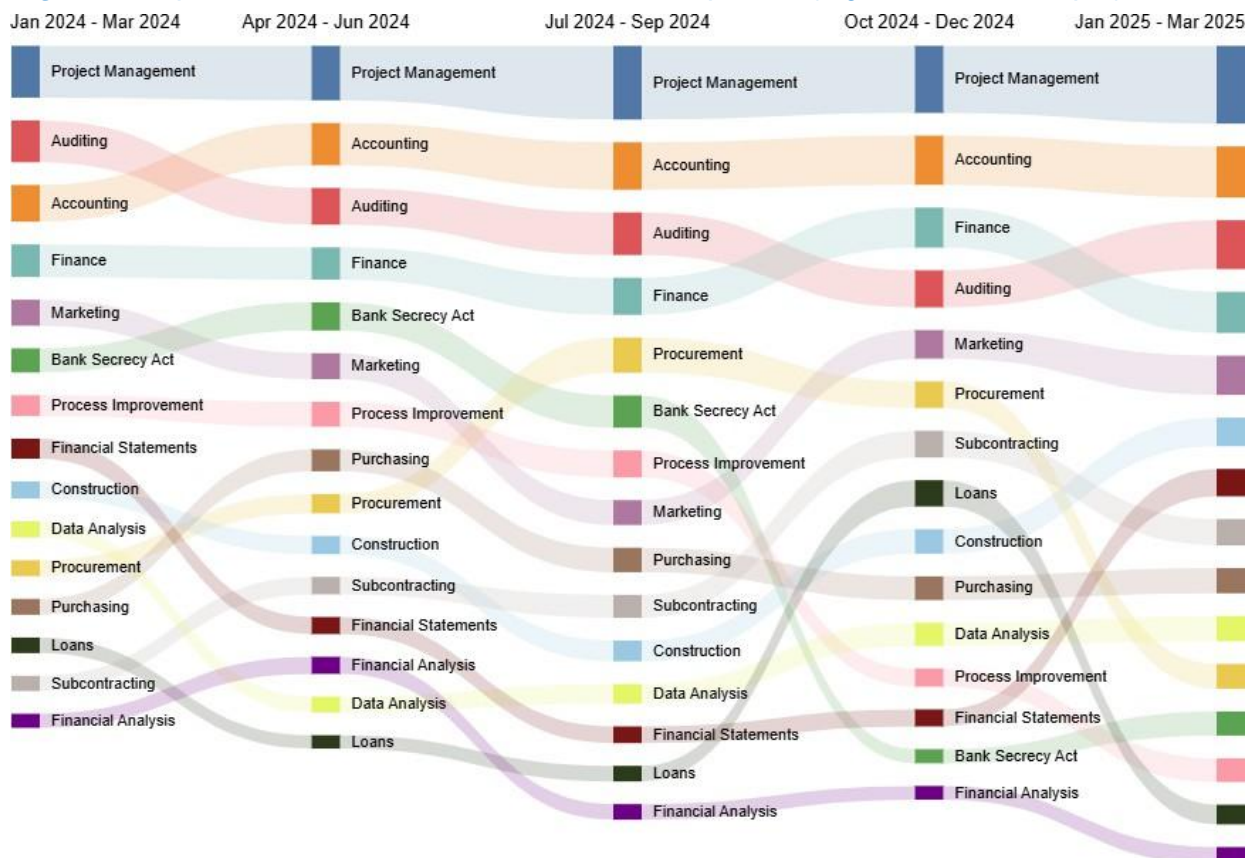 Jan 2024 - Mar 2024 Apr 2024 - Jun 2024 Jul 2024 - Sep 2024 Oct 2024 - Dec 2024 Jan 2025 - Mar 2025
Project Management
Auditing
Accounting
Finance
Marketing
Bank Secrecy Act
Process Improvement
Financial Statements
Construction
Data Analysis
Procurement
Purchasing
Loans
Subcontracting
Financial Analysis
Project Management
Accounting
Auditing
Finance
Bank Secrecy Act
Marketing
Process Improvement
Purchasing
Procurement
Construction
Subcontracting
Financial Statements
Financial Analysis
Data Analysis
Loans
Project Management
Accounting
Auditing
Finance
Procurement
Bank Secrecy Act
Process Improvement
Marketing
Purchasing
Subcontracting
Construction
Data Analysis
Financial Statements
Loans
Financial Analysis
Project Management
Accounting
Finance
Auditing
Marketing
Procurement
Subcontracting
Loans
Construction
Purchasing
Data Analysis
Process Improvement
Financial Statements
Bank Secrecy Act
Financial Analysis